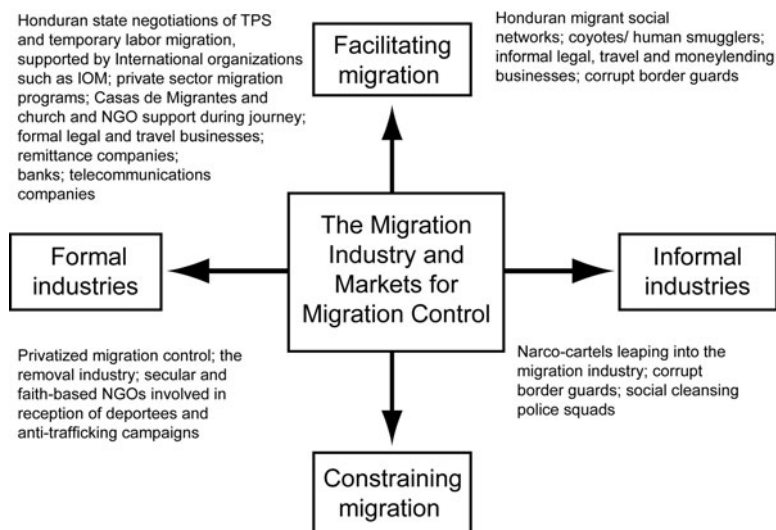 Honduran state negotiations of TPS
and temporary labor migration,
supported by International organizations
such as IOM; private sector migration
programs; Casas de Migrantes and
church and NGO support during journey;
formal legal and travel businesses;
remittance companies;
banks; telecommunications
companies
Facilitating
migration
Honduran migrant social
networks; coyotes/ human smugglers;
informal legal, travel and moneylending
businesses; corrupt border guards
Formal
industries
The Migration
Industry and
Markets for
Migration Control
Informal
industries
Privatized migration control; the
removal industry; secular and
faith-based NGOs involved in
reception of deportees and
anti-trafficking campaigns
Narco-cartels leaping into the
migration industry; corrupt
border guards; social cleansing
police squads
Constraining
migration